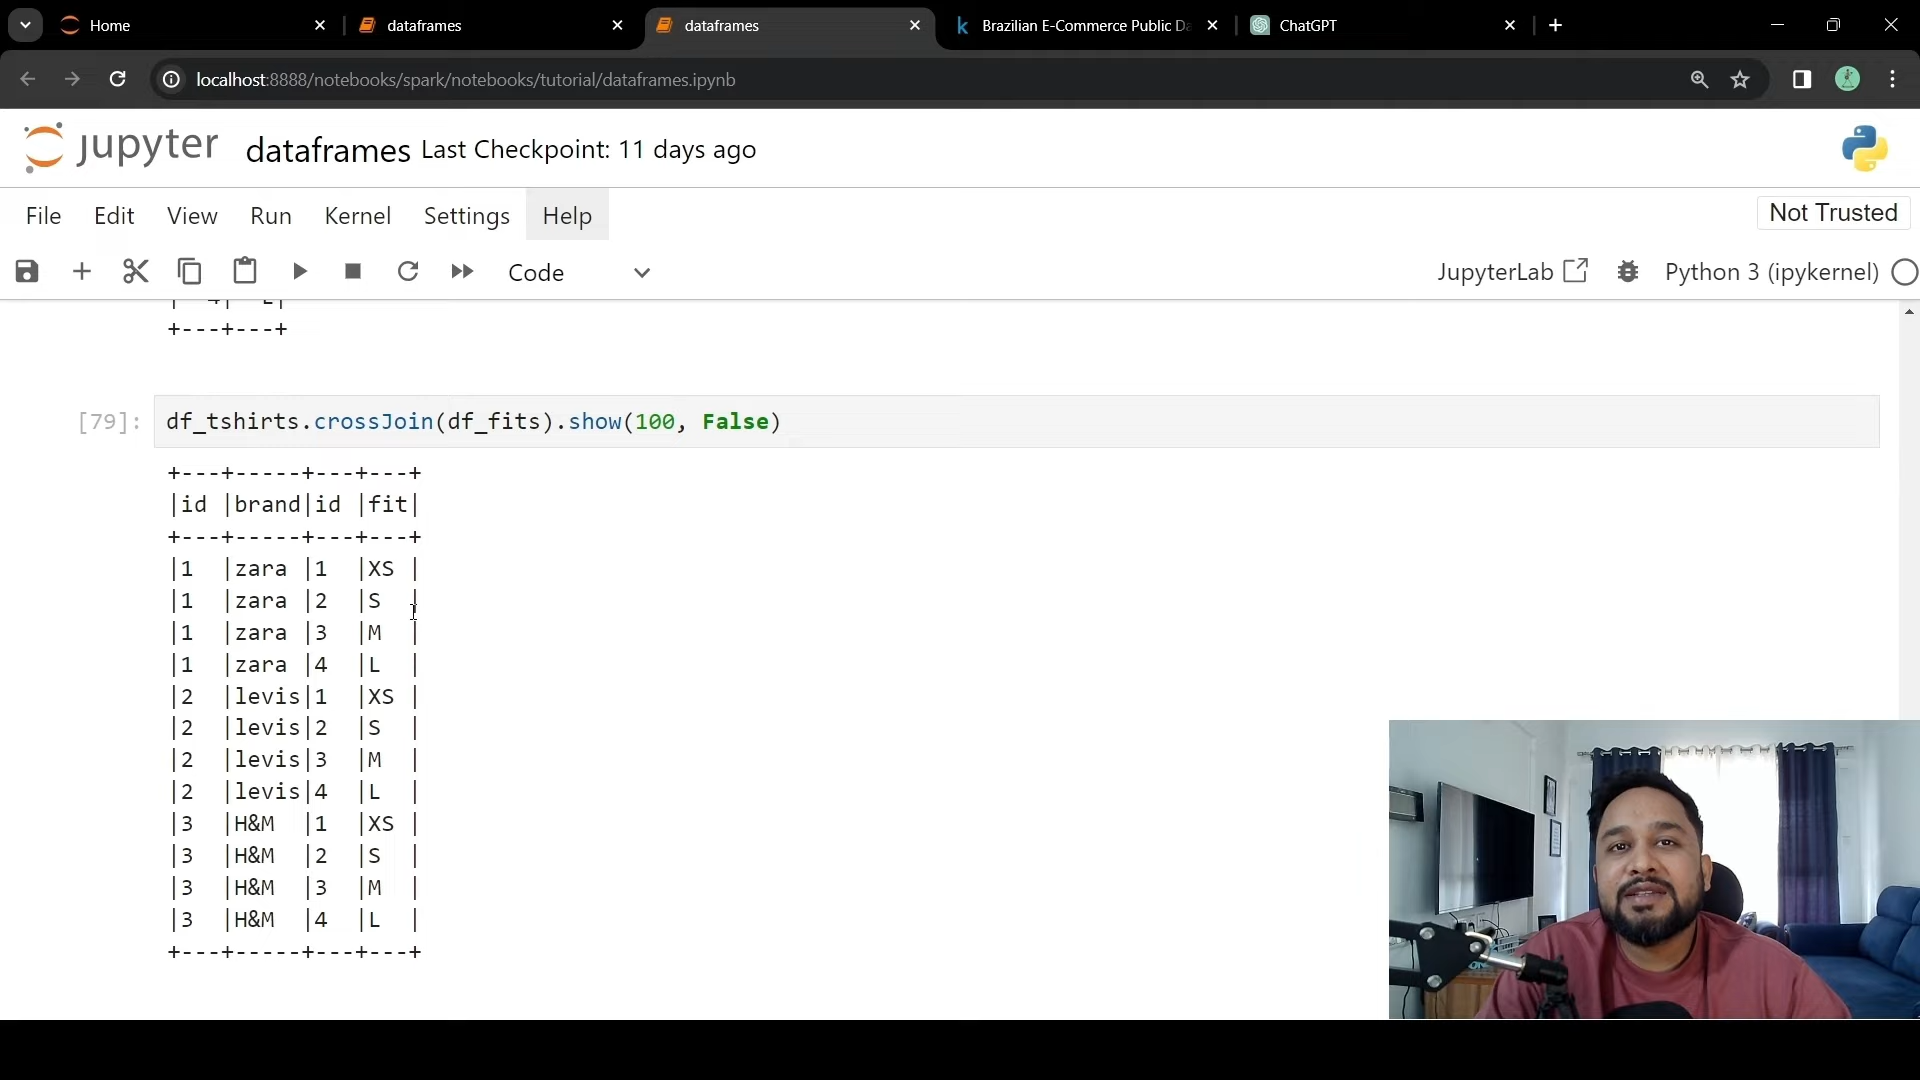 Home
dataframes
dataframes
Brazilian E-Commerce Public Da
ChatGPT
localhost:8888/notebooks/spark/notebooks/tutorial/dataframes.ipynb
jupyter
dataframes Last Checkpoint: 11 days ago
File Edit View Run Kernel Settings Help
Not Trusted
Code
JupyterLab
Python 3 (ipykernel)
+---+---+
[79]: df_tshirts.crossJoin(df_fits).show(100, False)
+---+-----+---+---+
|id |brand|id |fit|
+---+-----+---+---+
|1  |zara |1  |XS |
|1  |zara |2  |S  |
|1  |zara |3  |M  |
|1  |zara |4  |L  |
|2  |levis|1  |XS |
|2  |levis|2  |S  |
|2  |levis|3  |M  |
|2  |levis|4  |L  |
|3  |H&M  |1  |XS |
|3  |H&M  |2  |S  |
|3  |H&M  |3  |M  |
|3  |H&M  |4  |L  |
+---+-----+---+---+